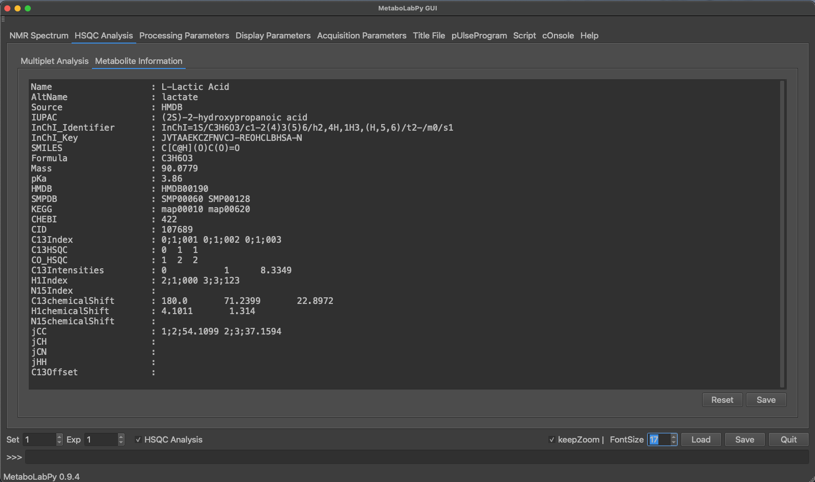 MetaboLabPy GUI
NMR Spectrum HSQC Analysis Processing Parameters Display Parameters Acquisition Parameters Title File pUlseProgram Script cOnsole Help
Multiplet Analysis Metabolite Information
Name : L-Lactic Acid
AltName : lactate
Source : HMDB
IUPAC : (2S)-2-hydroxypropanoic acid
InChI_Identifier : InChI=1S/C3H6O3/c1-2(4)3(5)6/h2,4H,1H3,(H,5,6)/t2-/m0/s1
InChI_Key : JVTAAEKCZFNVCJ-REOHCLBHSA-N
SMILES : C[C@H](O)C(O)=O
Formula : C3H6O3
Mass : 90.0779
pKa : 3.86
HMDB : HMDB00190
SMPDB : SMP00060 SMP00128
KEGG : map00010 map00620
CHEBI : 422
CID : 107689
C13Index : 0;1;001 0;1;002 0;1;003
C13HSQC : 0 1 1
CO_HSQC : 1 2 2
C13Intensities : 0 1 8.3349
H1Index : 2;1;000 3;3;123
N15Index :
C13chemicalShift : 180.0 71.2399 22.8972
H1chemicalShift : 4.1011 1.314
N15chemicalShift :
jCC : 1;2;54.1099 2;3;37.1594
jCH :
jCN :
jHH :
C13Offset :
Reset Save
Set 1 Exp 1 ✓ HSQC Analysis ✓ keepZoom | FontSize 17 Load Save Quit
>>>
MetaboLabPy 0.9.4